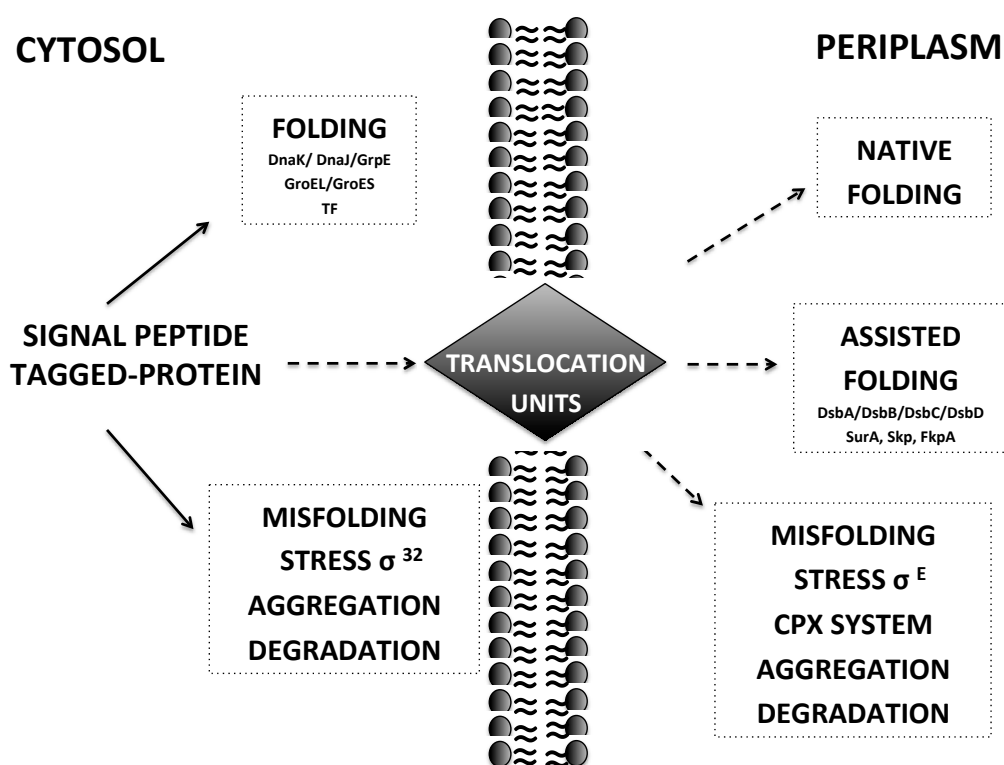 CYTOSOL
PERIPLASM
FOLDING
DnaK/ DnaJ/GrpE
GroEL/GroES
TF
NATIVE
FOLDING
SIGNAL PEPTIDE
TAGGED-PROTEIN
TRANSLOCATION
UNITS
ASSISTED
FOLDING
DsbA/DsbB/DsbC/DsbD
SurA, Skp, FkpA
MISFOLDING
STRESS σ 32
AGGREGATION
DEGRADATION
MISFOLDING
STRESS σ E
CPX SYSTEM
AGGREGATION
DEGRADATION